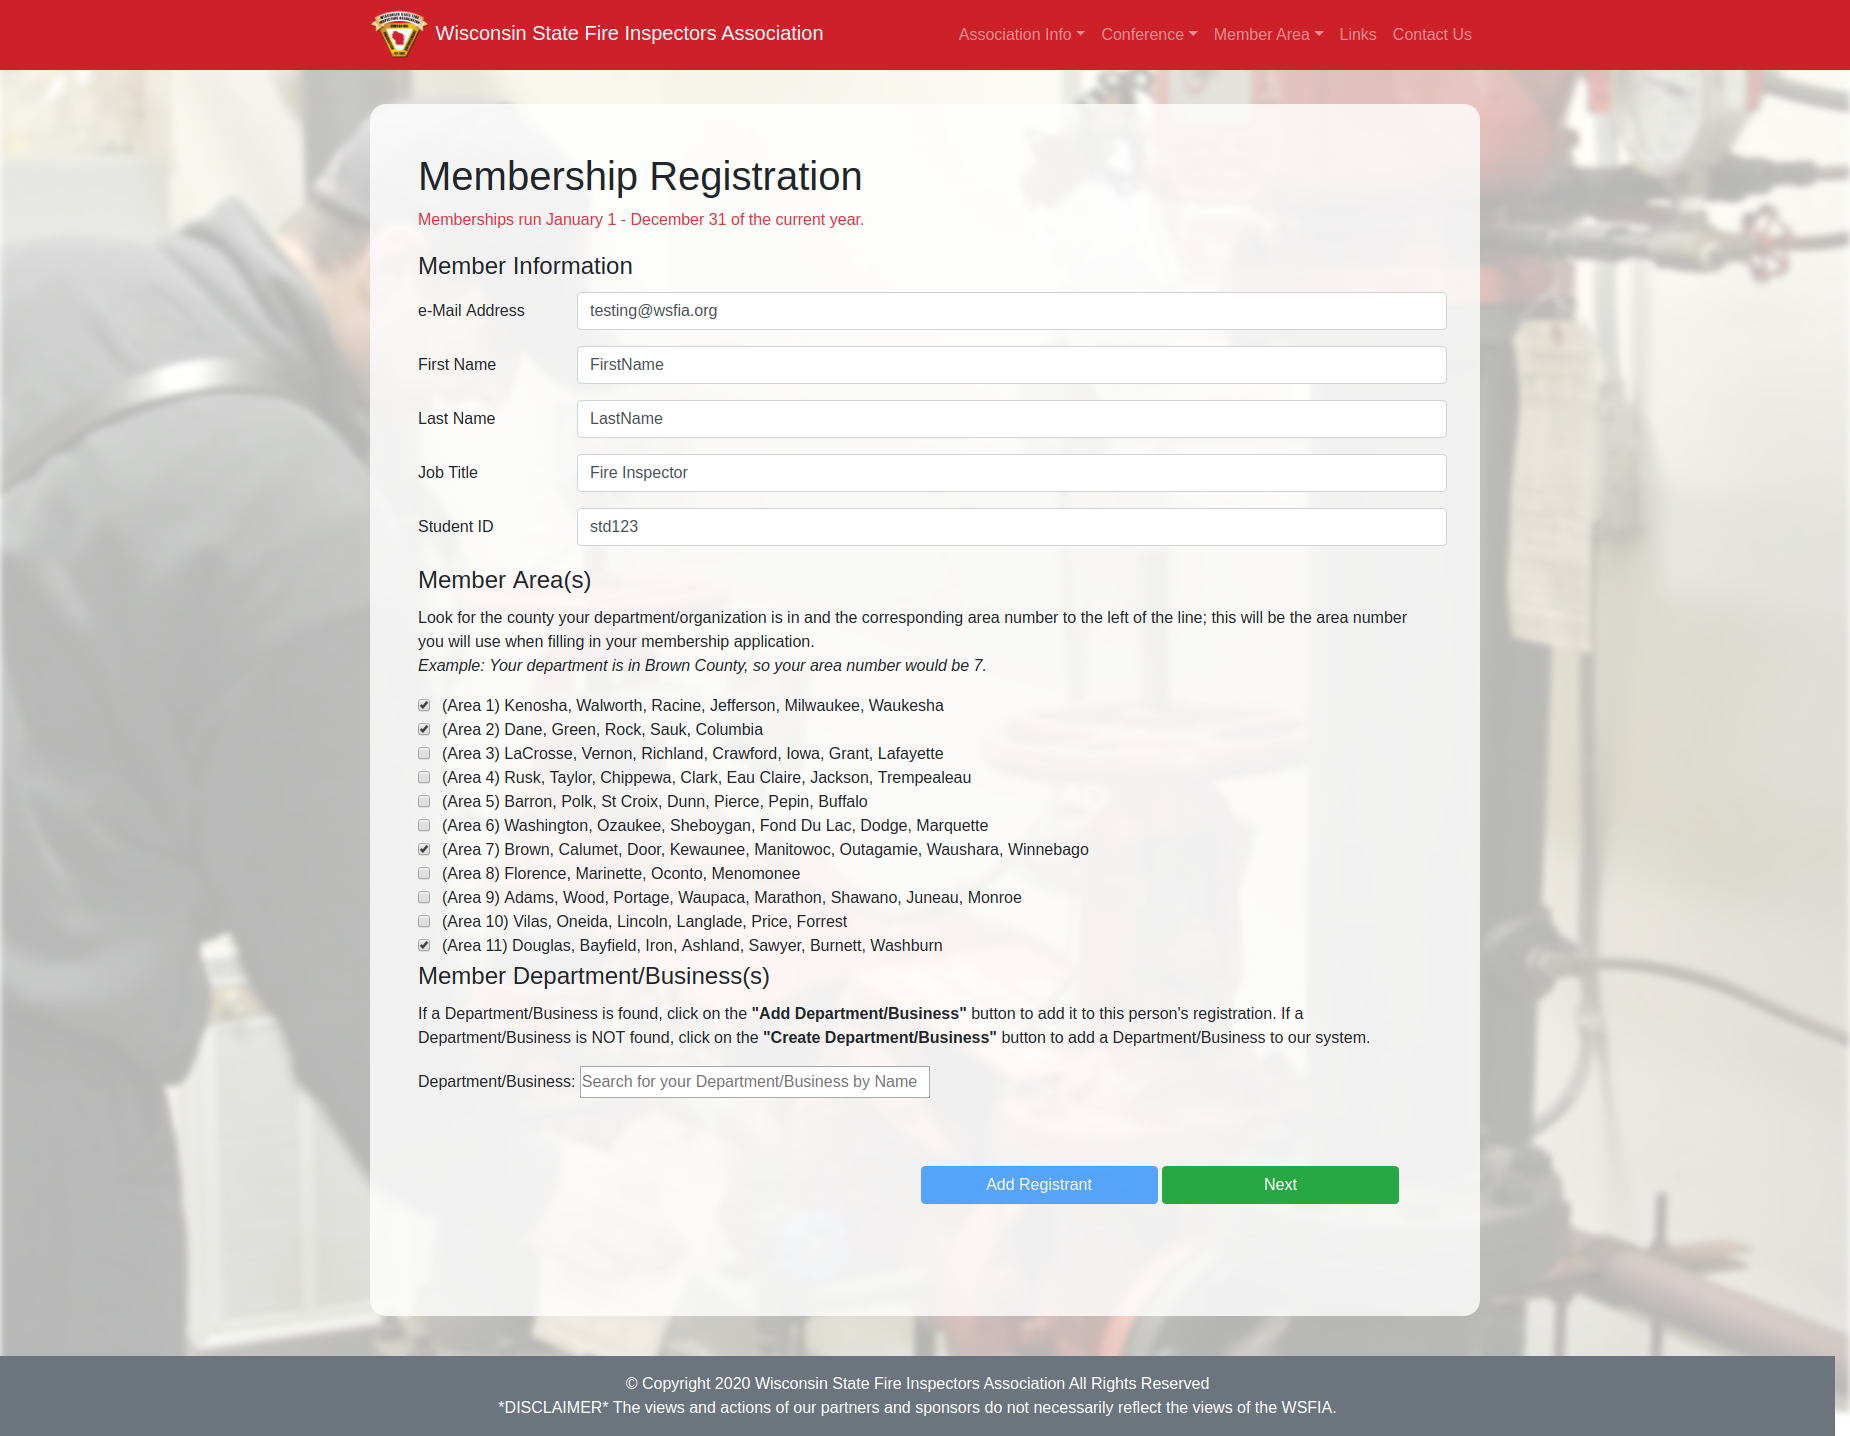 Wisconsin State Fire Inspectors Association
Association Info
Conference
Member Area
Links
Contact Us
Membership Registration
Memberships run January 1 - December 31 of the current year.
Member Information
e-Mail Address
testing@wsfia.org
First Name
FirstName
Last Name
LastName
Job Title
Fire Inspector
Student ID
std123
Member Area(s)
Look for the county your department/organization is in and the corresponding area number to the left of the line; this will be the area number
you will use when filling in your membership application.
Example: Your department is in Brown County, so your area number would be 7.
(Area 1) Kenosha, Walworth, Racine, Jefferson, Milwaukee, Waukesha
(Area 2) Dane, Green, Rock, Sauk, Columbia
(Area 3) LaCrosse, Vernon, Richland, Crawford, Iowa, Grant, Lafayette
(Area 4) Rusk, Taylor, Chippewa, Clark, Eau Claire, Jackson, Trempealeau
(Area 5) Barron, Polk, St Croix, Dunn, Pierce, Pepin, Buffalo
(Area 6) Washington, Ozaukee, Sheboygan, Fond Du Lac, Dodge, Marquette
(Area 7) Brown, Calumet, Door, Kewaunee, Manitowoc, Outagamie, Waushara, Winnebago
(Area 8) Florence, Marinette, Oconto, Menomonee
(Area 9) Adams, Wood, Portage, Waupaca, Marathon, Shawano, Juneau, Monroe
(Area 10) Vilas, Oneida, Lincoln, Langlade, Price, Forrest
(Area 11) Douglas, Bayfield, Iron, Ashland, Sawyer, Burnett, Washburn
Member Department/Business(s)
If a Department/Business is found, click on the "Add Department/Business" button to add it to this person's registration. If a
Department/Business is NOT found, click on the "Create Department/Business" button to add a Department/Business to our system.
Department/Business: Search for your Department/Business by Name
Add Registrant
Next
© Copyright 2020 Wisconsin State Fire Inspectors Association All Rights Reserved
*DISCLAIMER* The views and actions of our partners and sponsors do not necessarily reflect the views of the WSFIA.